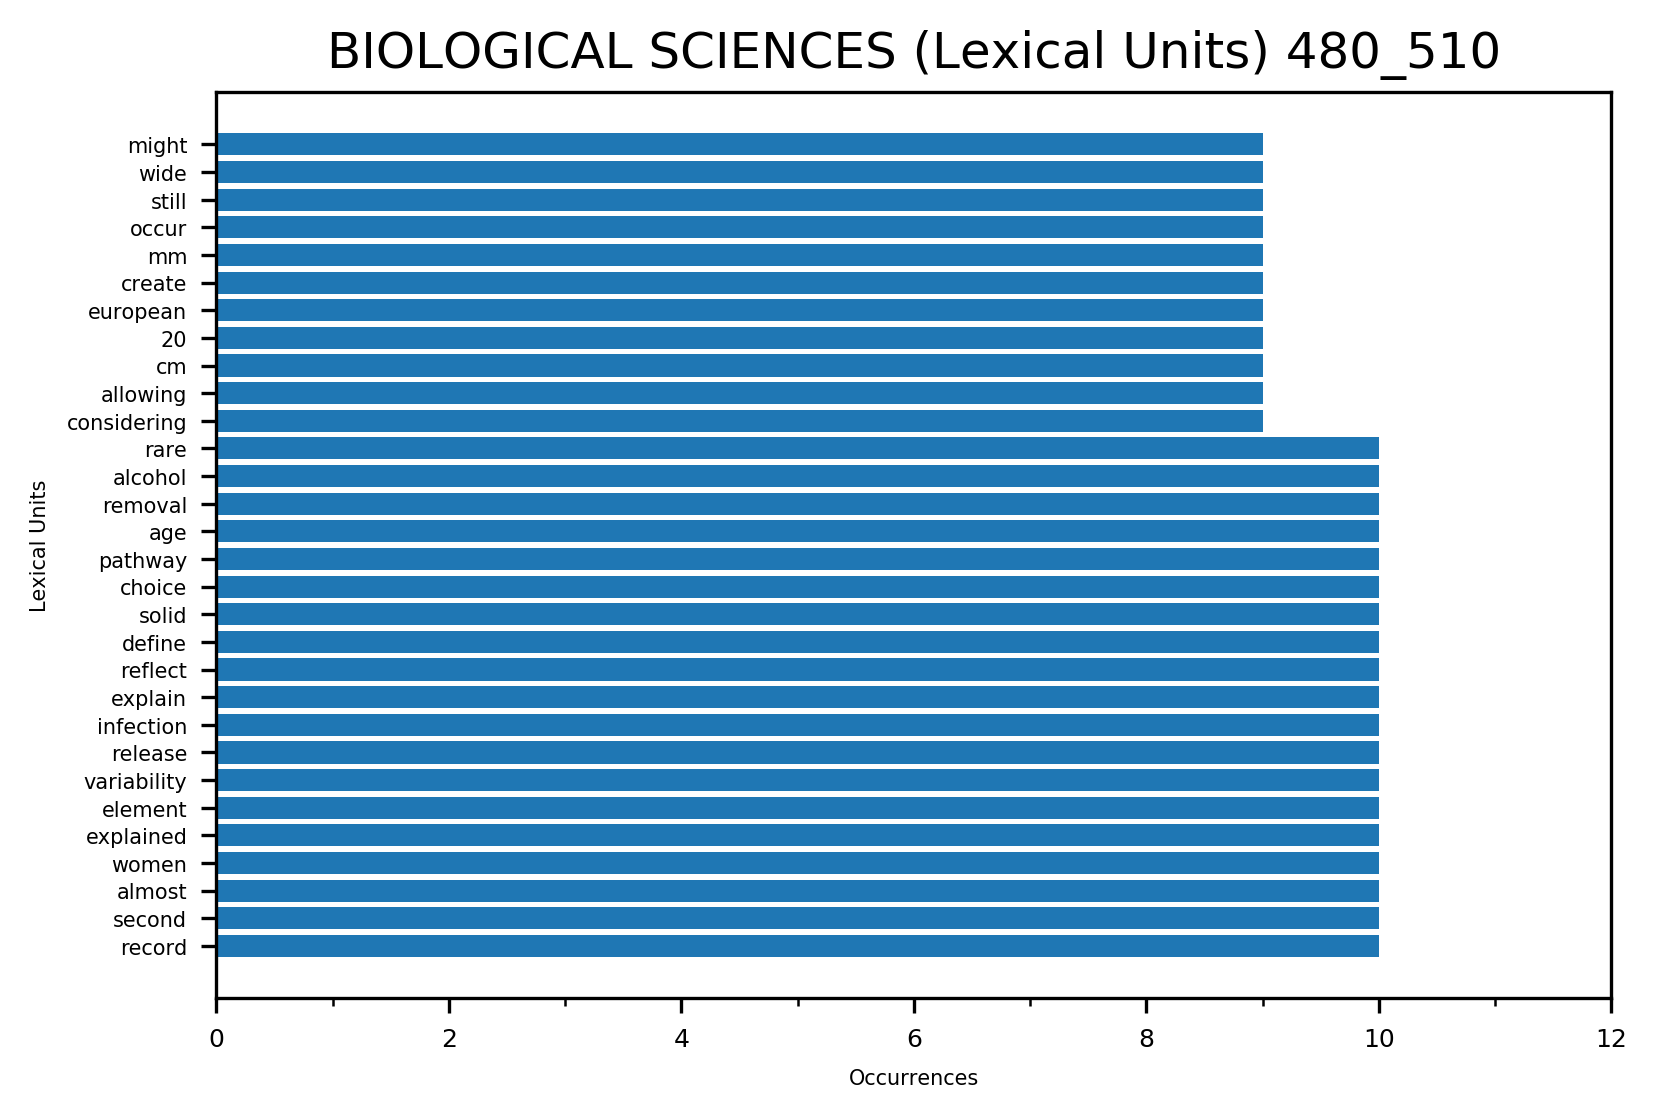 BIOLOGICAL SCIENCES (Lexical Units) 480_510
might
wide
still
occur
mm
create
european
20
cm
allowing
considering
rare
alcohol
removal
age
pathway
choice
solid
define
reflect
explain
infection
release
variability
element
explained
women
almost
second
record
Lexical Units
0 2 4 6 8 10 12
Occurrences